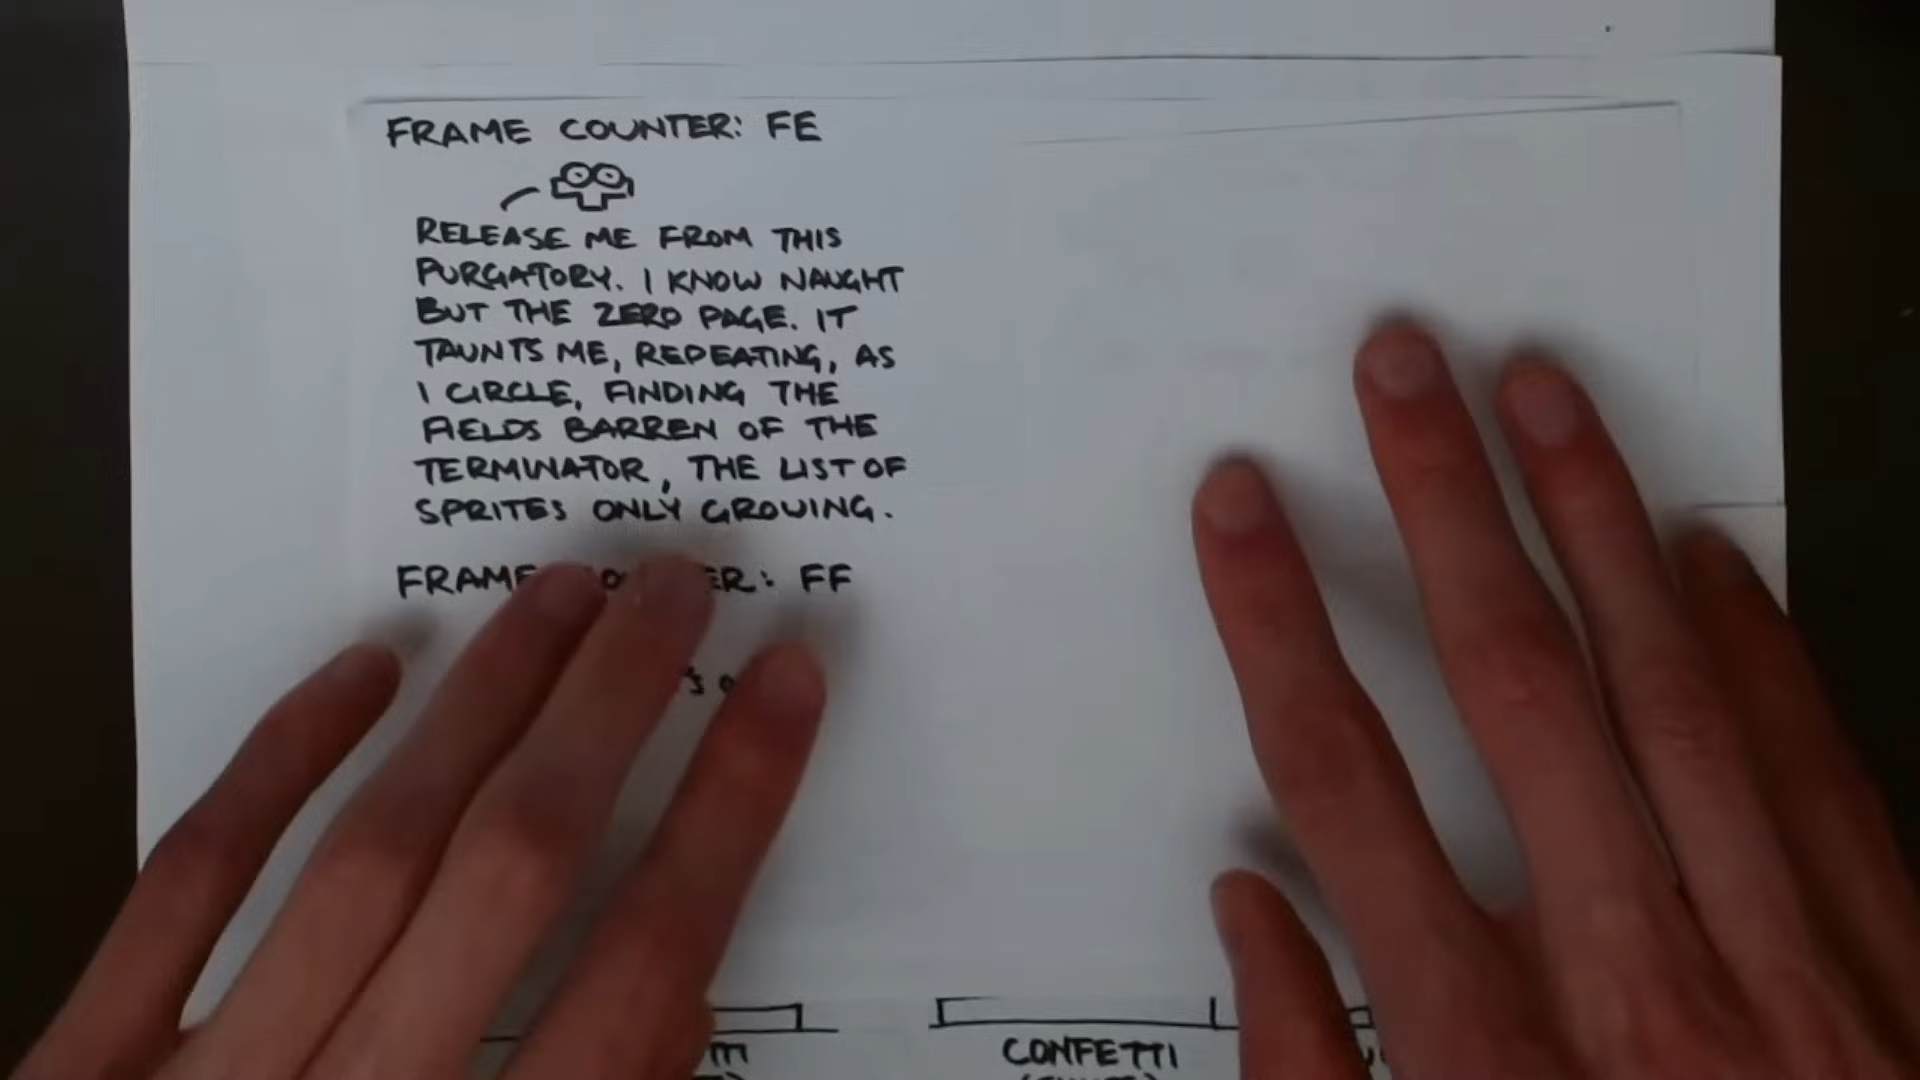 FRAME COUNTER: FE
RELEASE ME FROM THIS
PURGATORY. I KNOW NAUGHT
BUT THE ZERO PAGE. IT
TAUNTS ME, REPEATING, AS
I CIRCLE, FINDING THE
FIELDS BARREN OF THE
TERMINATOR, THE LIST OF
SPRITES ONLY GROWING.
FRAME : FF
CONFETTI